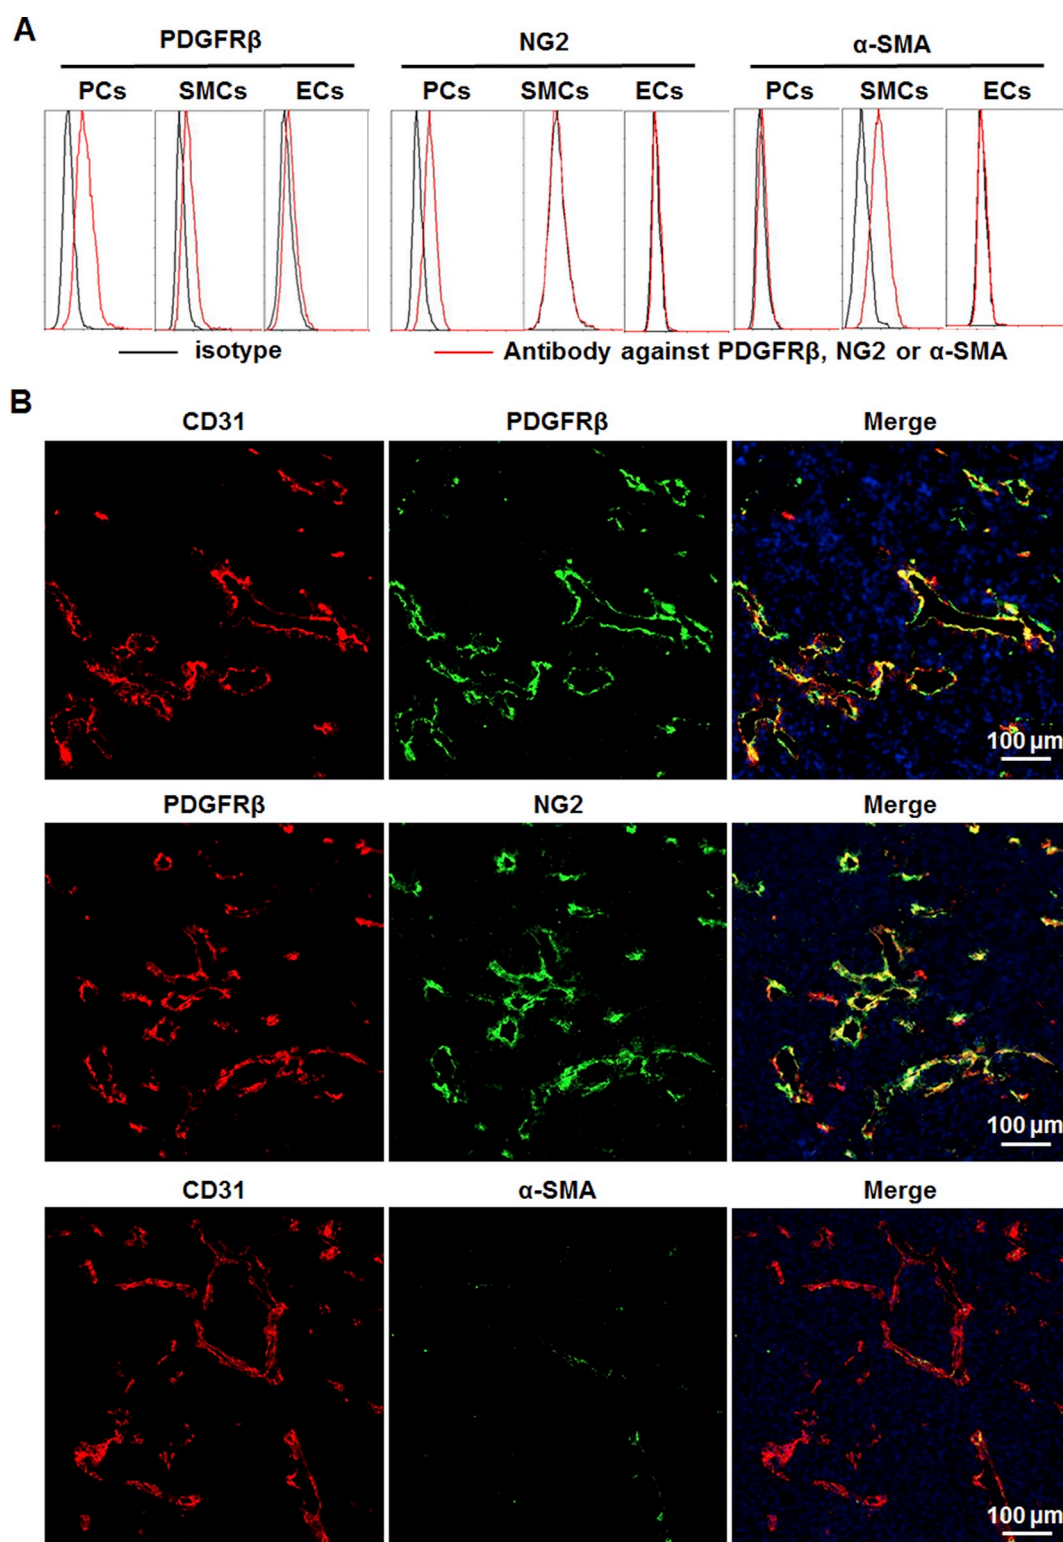 A
PDGFRβ NG2 α-SMA
PCs SMCs ECs PCs SMCs ECs PCs SMCs ECs
isotype Antibody against PDGFRβ, NG2 or α-SMA
B
CD31 PDGFRβ Merge
100 µm
PDGFRβ NG2 Merge
100 µm
CD31 α-SMA Merge
100 µm